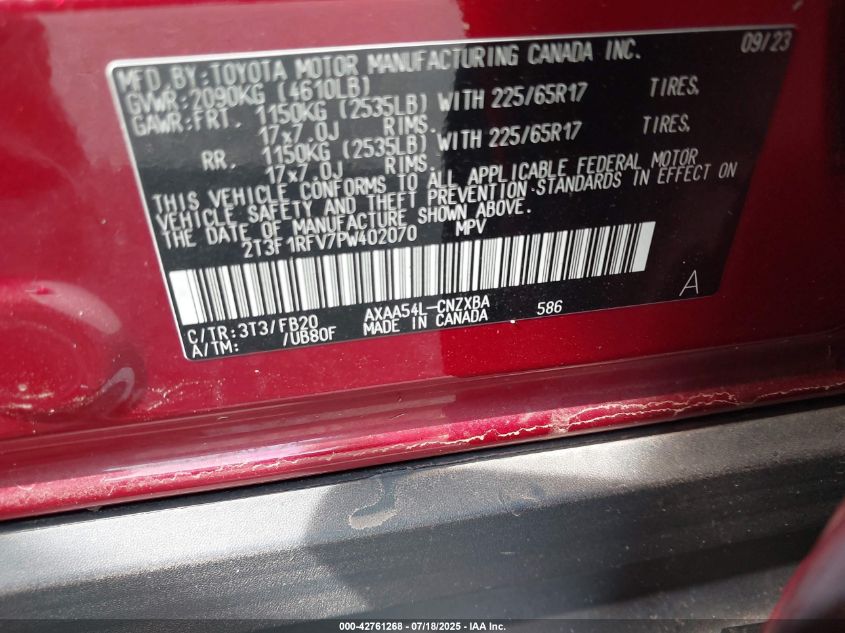 MFD. BY: TOYOTA MOTOR MANUFACTURING CANADA INC. 09/23
GVWR: 2090KG (4610LB)
GAWR: FRT. 1150KG (2535LB) WITH 225/65R17 TIRES,
17x7.0J RIMS.
RR. 1150KG (2535LB) WITH 225/65R17 TIRES,
17x7.0J RIMS.
THIS VEHICLE CONFORMS TO ALL APPLICABLE FEDERAL MOTOR
VEHICLE SAFETY AND THEFT PREVENTION STANDARDS IN EFFECT ON
THE DATE OF MANUFACTURE SHOWN ABOVE.
2T3F1RFV7PW402070 MPV
A
C/TR: 3T3/FB20 AXAA54L-CNZXBA 586
A/TM: /UB80F MADE IN CANADA
000-42761268 - 07/18/2025 - IAA Inc.